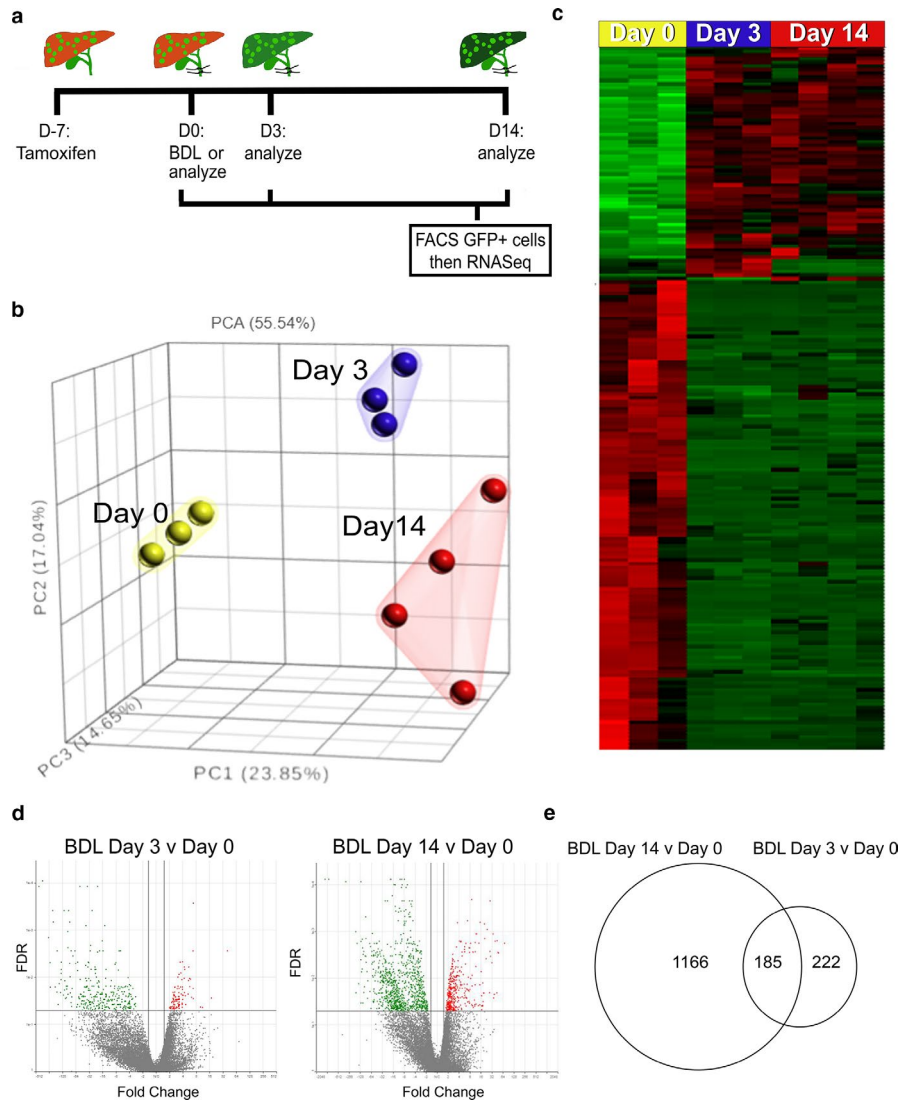 a
D-7:
Tamoxifen
D0:
BDL or
analyze
D3:
analyze
D14:
analyze
FACS GFP+ cells
then RNASeq
b
PCA (55.54%)
Day 3
Day 0
Day14
PC2 (17.04%)
PC3 (14.65%)
PC1 (23.85%)
c
Day 0 Day 3 Day 14
d
BDL Day 3 v Day 0
FDR
Fold Change
BDL Day 14 v Day 0
FDR
Fold Change
e
BDL Day 14 v Day 0
BDL Day 3 v Day 0
1166
185
222